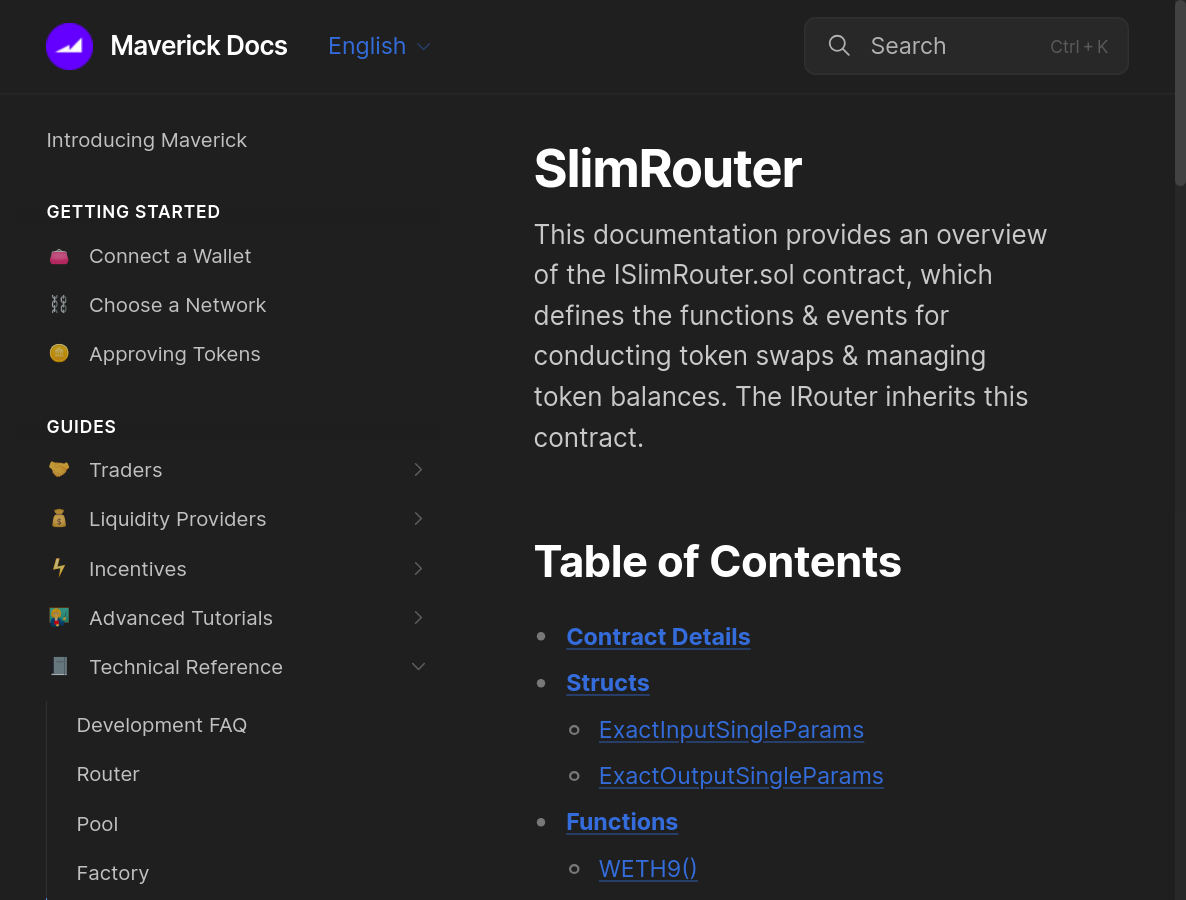 Maverick Docs
English
Search
Ctrl + K
Introducing Maverick
GETTING STARTED
Connect a Wallet
Choose a Network
Approving Tokens
GUIDES
Traders
Liquidity Providers
Incentives
Advanced Tutorials
Technical Reference
Development FAQ
Router
Pool
Factory
SlimRouter
This documentation provides an overview
of the ISlimRouter.sol contract, which
defines the functions & events for
conducting token swaps & managing
token balances. The IRouter inherits this
contract.
Table of Contents
Contract Details
Structs
ExactInputSingleParams
ExactOutputSingleParams
Functions
WETH9()